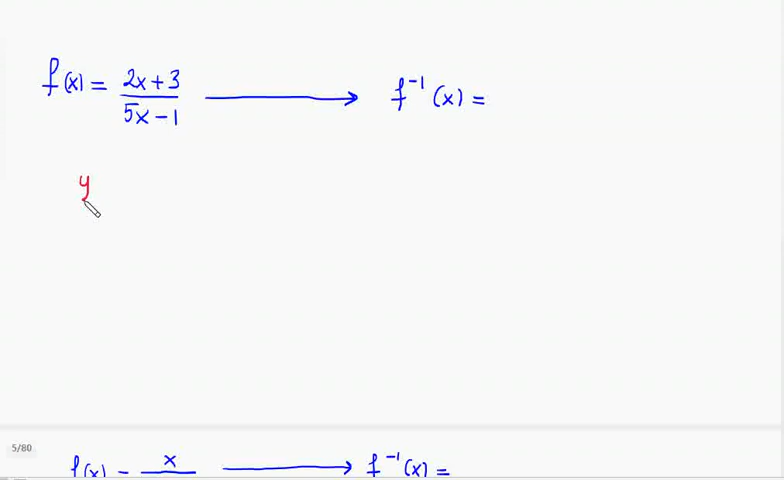 f(x) = (2x+3)/(5x-1) ⟶ f⁻¹(x) =
y
5/80
f(x) = x ⟶ f⁻¹(x) =